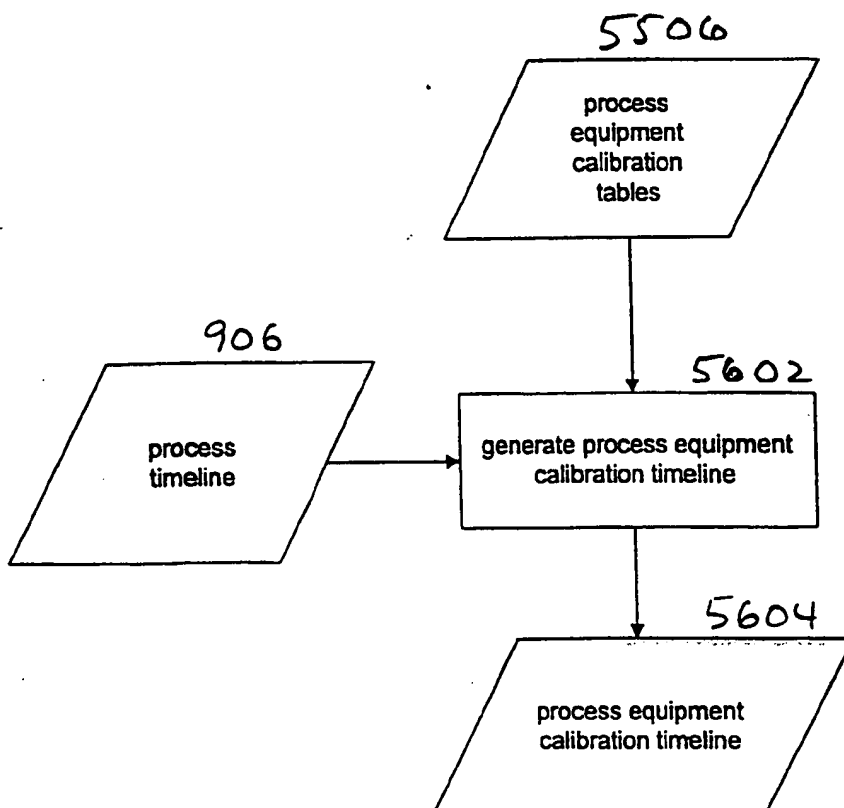 5506
process
equipment
calibration
tables
906
process
timeline
5602
generate process equipment
calibration timeline
5604
process equipment
calibration timeline